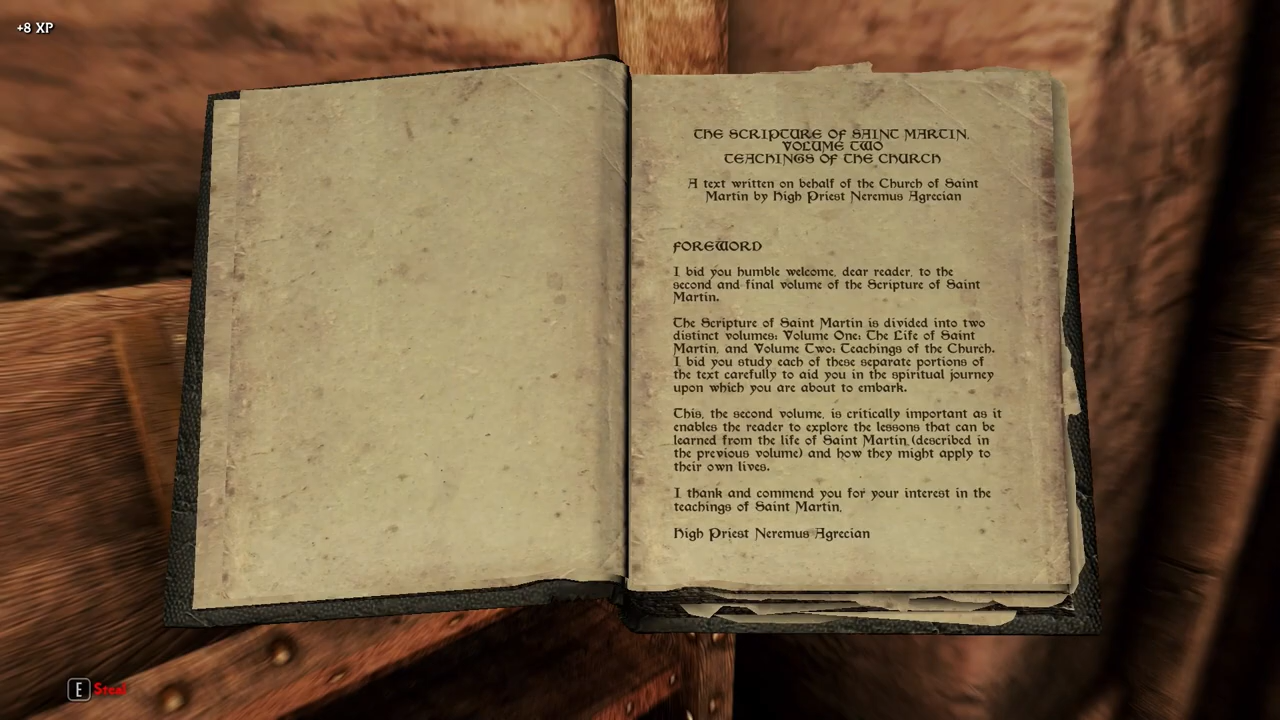 +8 XP
THE SCRIPTURE OF SAINT MARTIN,
VOLUME TWO
TEACHINGS OF THE CHURCH
A text written on behalf of the Church of Saint
Martin by High Priest Neremus Agrecian
FOREWORD
I bid you humble welcome, dear reader, to the
second and final volume of the Scripture of Saint
Martin.
The Scripture of Saint Martin is divided into two
distinct volumes: Volume One: The Life of Saint
Martin, and Volume Two: Teachings of the Church.
I bid you study each of these separate portions of
the text carefully to aid you in the spiritual journey
upon which you are about to embark.
This, the second volume, is critically important as it
enables the reader to explore the lessons that can be
learned from the life of Saint Martin (described in
the previous volume) and how they might apply to
their own lives.
I thank and commend you for your interest in the
teachings of Saint Martin,
High Priest Neremus Agrecian
E Steal